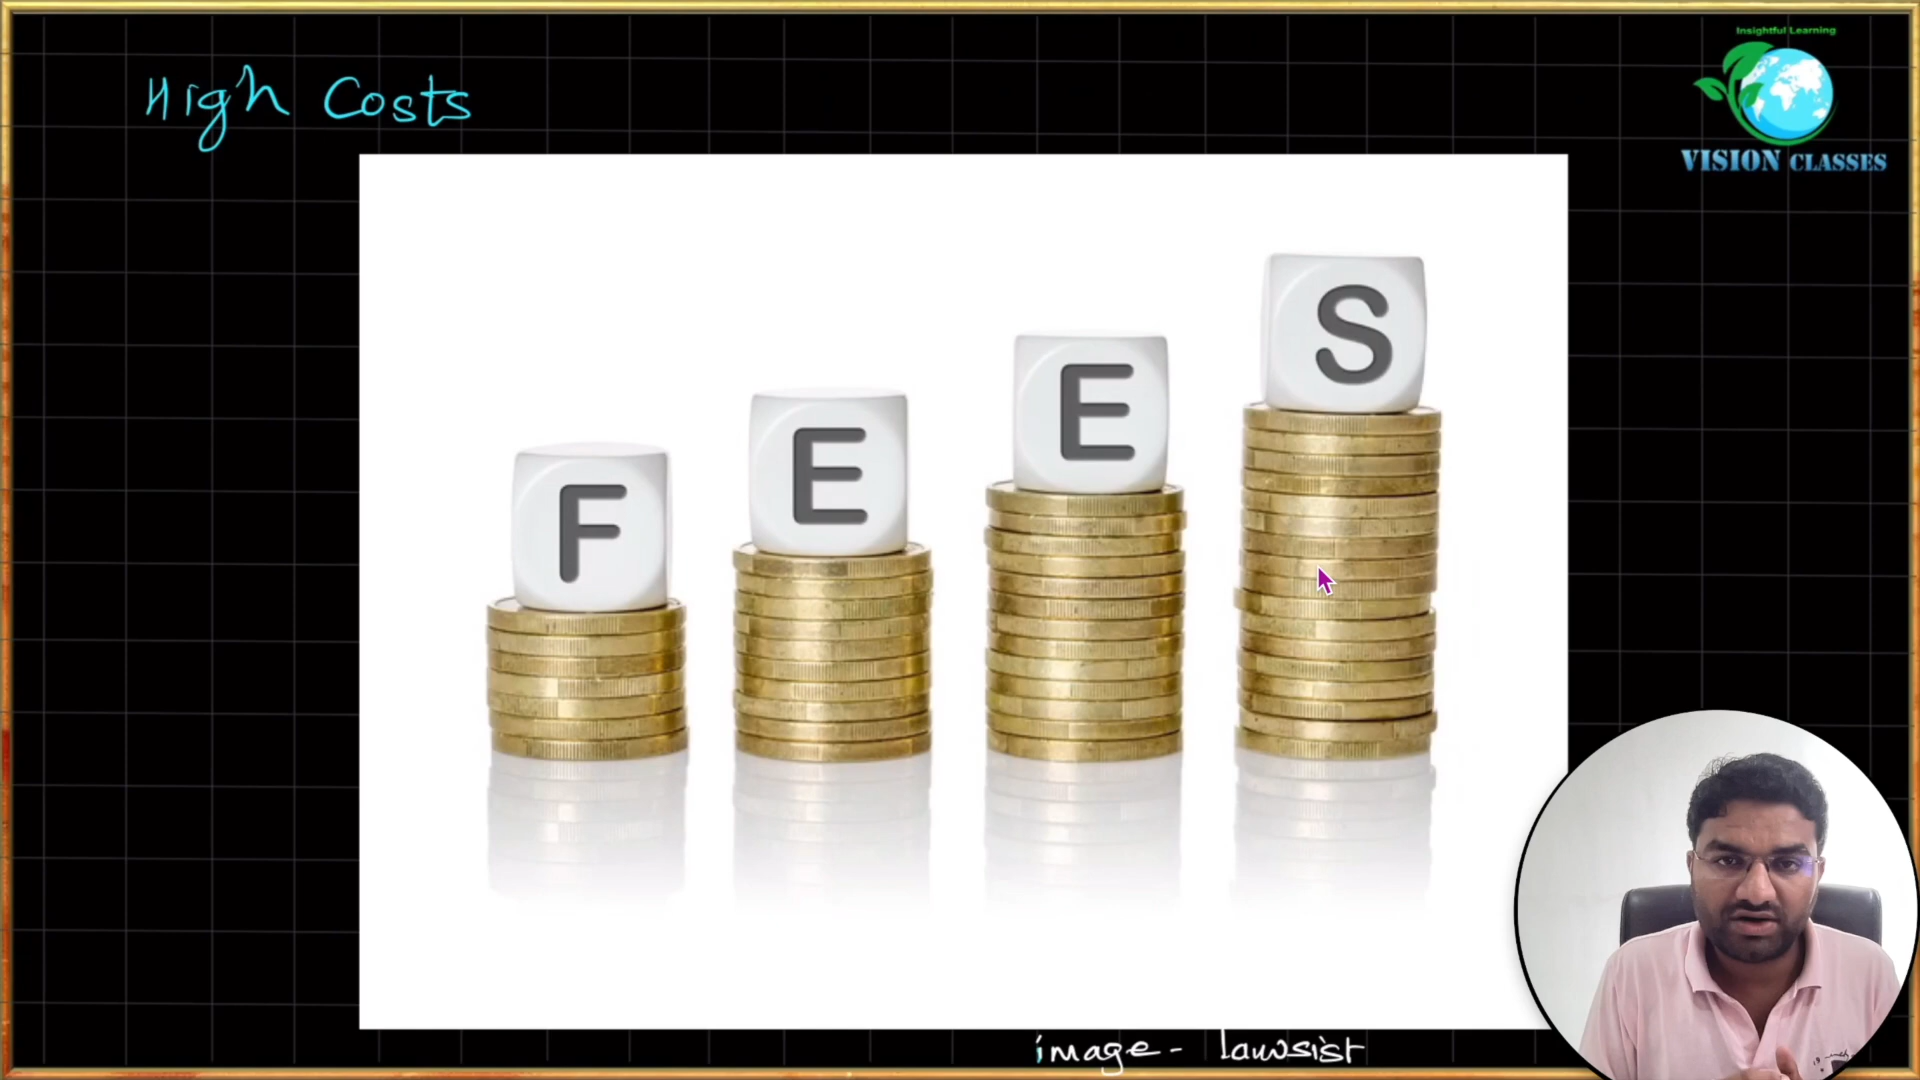 High Costs
Insightful Learning
VISION CLASSES
F E E S
image - lawsist